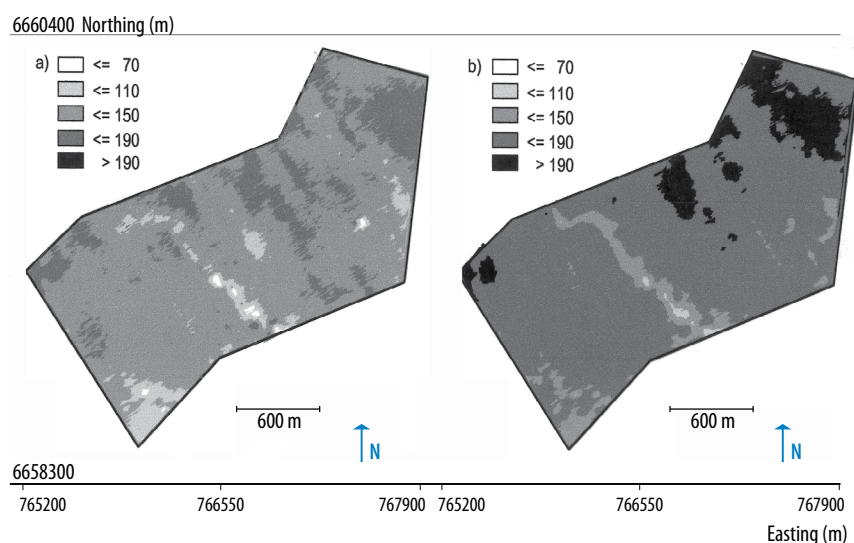 6660400 Northing (m)
a) <= 70
<= 110
<= 150
<= 190
> 190
600 m
N
b) <= 70
<= 110
<= 150
<= 190
> 190
600 m
N
6658300
765200 766550 767900 765200 766550 767900
Easting (m)